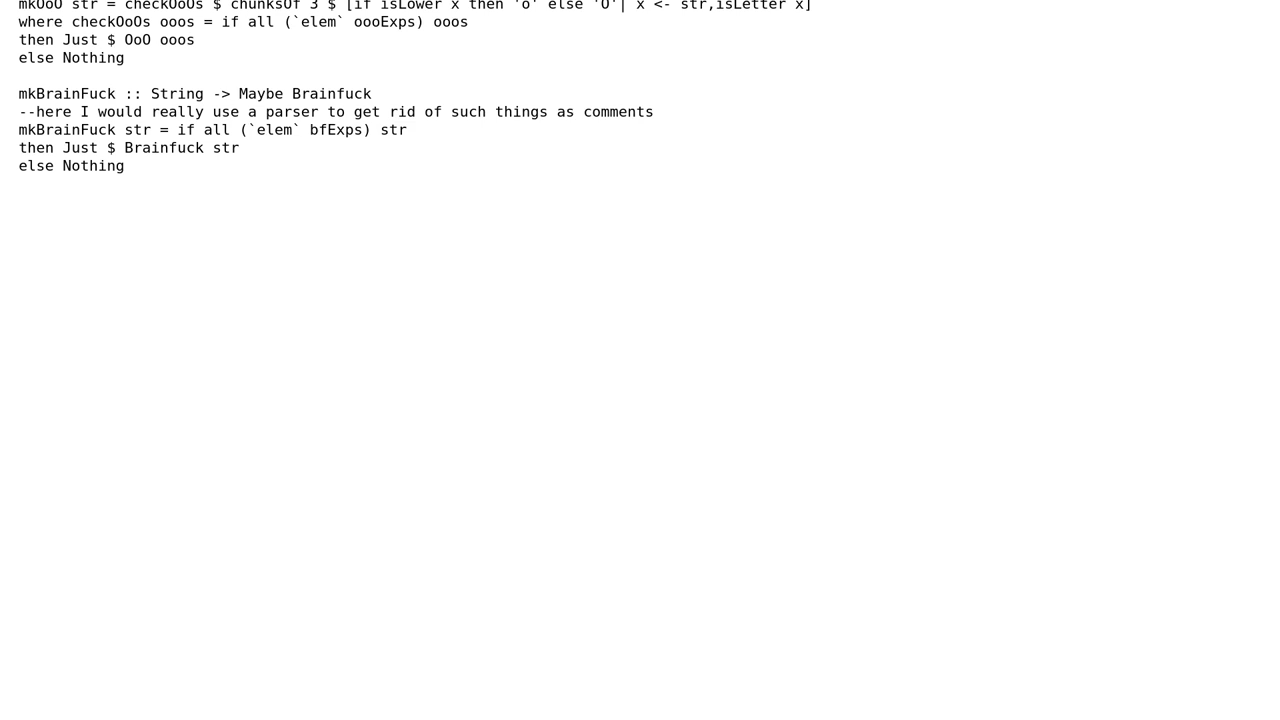 mkOoO str = checkOoOs $ chunksOf 3 $ [if isLower x then 'o' else 'O'| x <- str,isLetter x]
where checkOoOs ooos = if all (`elem` oooExps) ooos
then Just $ OoO ooos
else Nothing

mkBrainFuck :: String -> Maybe Brainfuck
--here I would really use a parser to get rid of such things as comments
mkBrainFuck str = if all (`elem` bfExps) str
then Just $ Brainfuck str
else Nothing